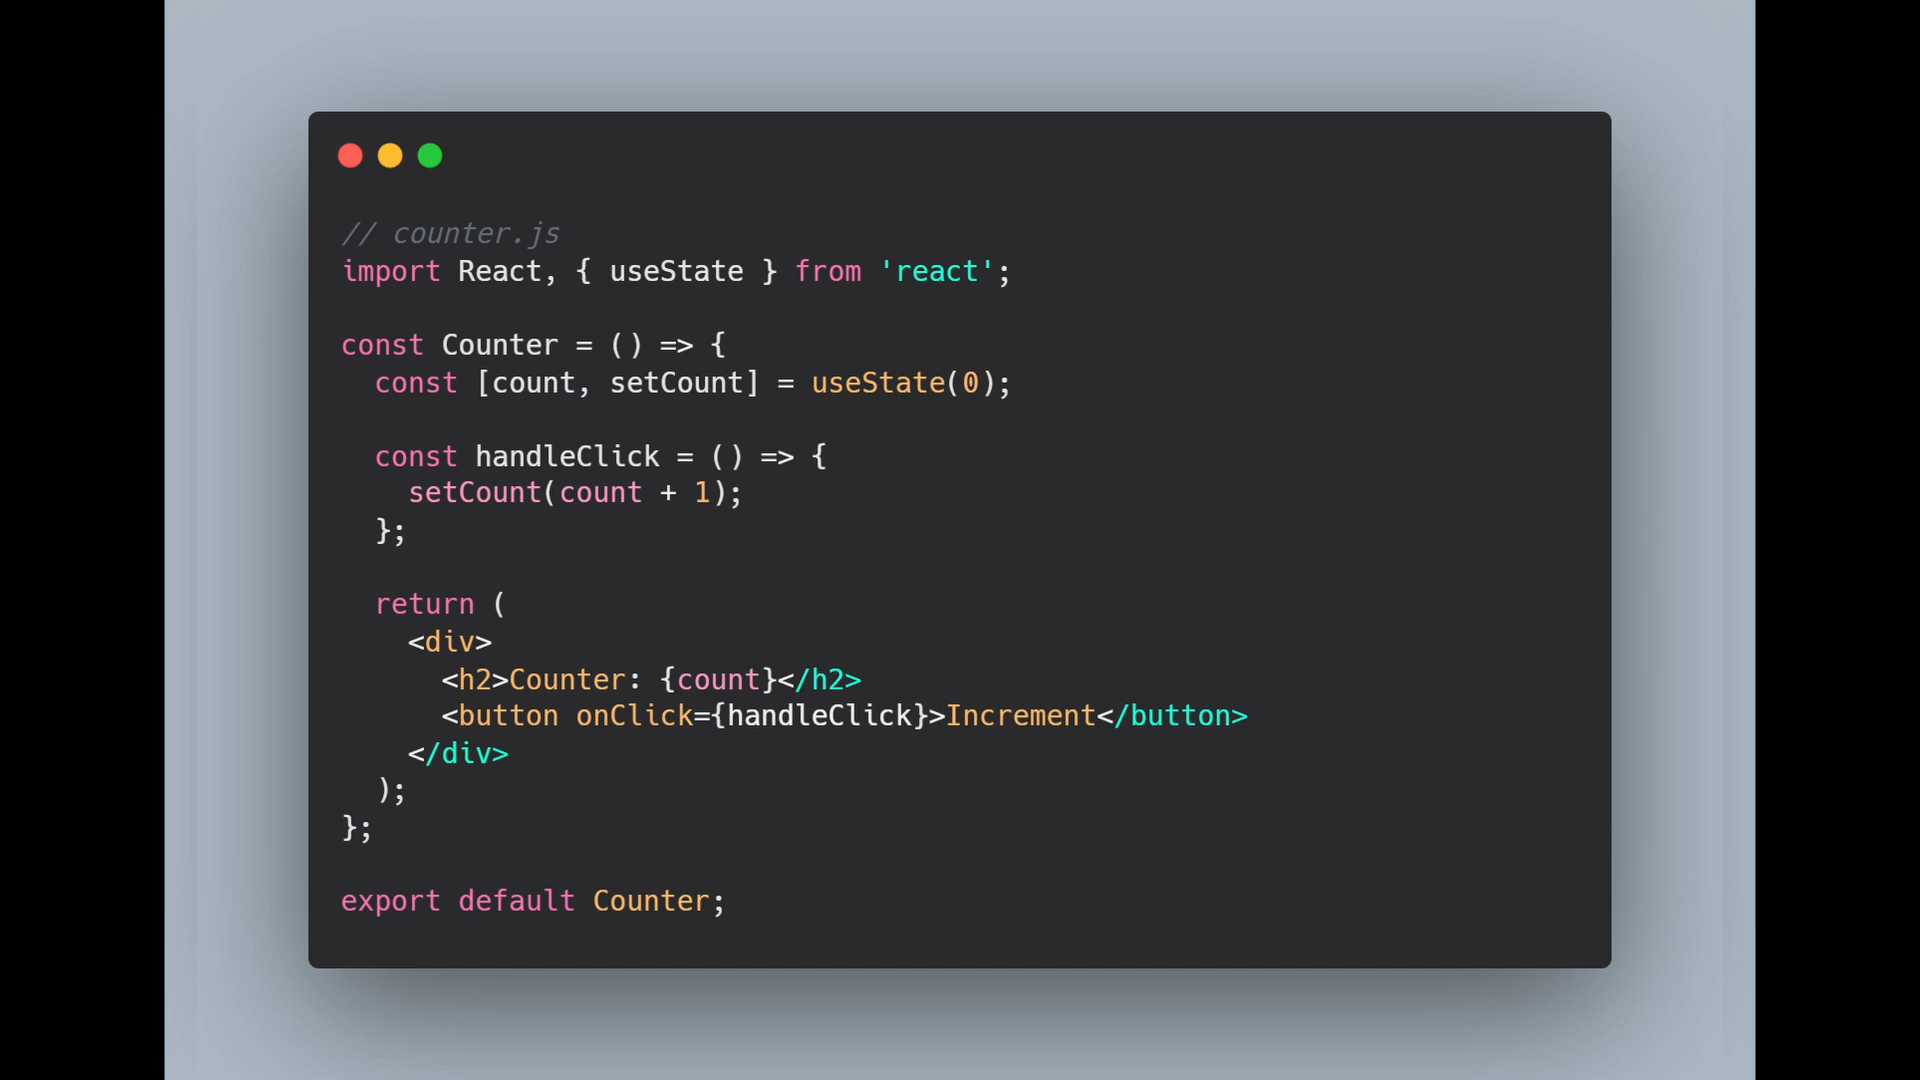 // counter.js
import React, { useState } from 'react';
const Counter = () => {
  const [count, setCount] = useState(0);
  const handleClick = () => {
    setCount(count + 1);
  };
  return (
    <div>
      <h2>Counter: {count}</h2>
      <button onClick={handleClick}>Increment</button>
    </div>
  );
};
export default Counter;